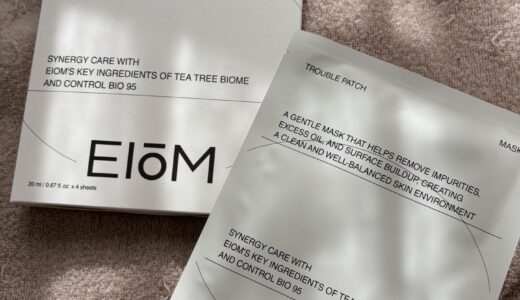 SYNERGY CARE WITH
EIOM'S KEY INGREDIENTS OF TEA TREE BIOME
AND CONTROL BIO 95
EIōM
20 ml / 0.67 fl. oz. x 4 sheets
TROUBLE PATCH
MASK
A GENTLE MASK THAT HELPS REMOVE IMPURITIES,
EXCESS OIL, AND SURFACE BUILDUP, CREATING
A CLEAN AND WELL-BALANCED SKIN ENVIRONMENT
SYNERGY CARE WITH
EIOM'S KEY INGREDIENTS OF TEA
AND CONTROL BIO 95